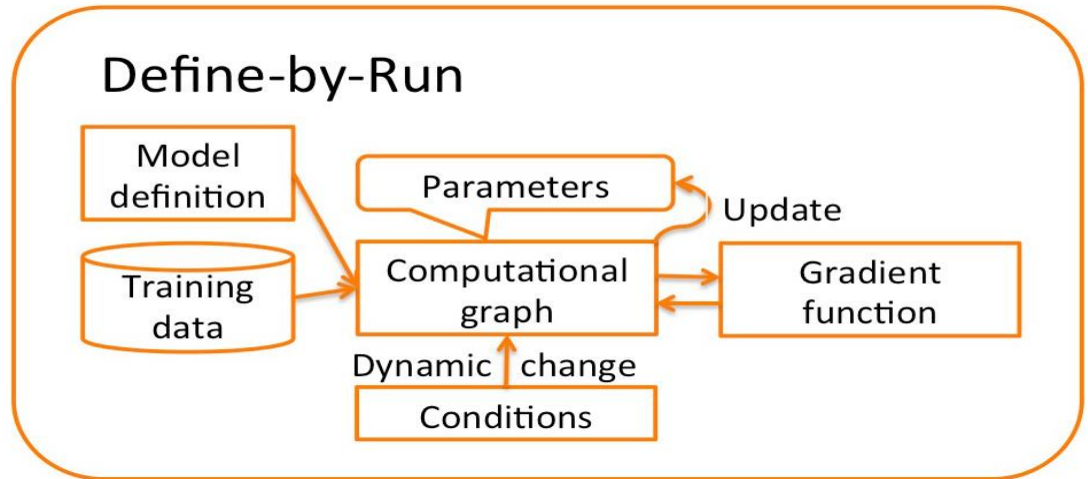 Define-by-Run
Model
definition
Parameters
Update
Training
data
Computational
graph
Gradient
function
Dynamic change
Conditions